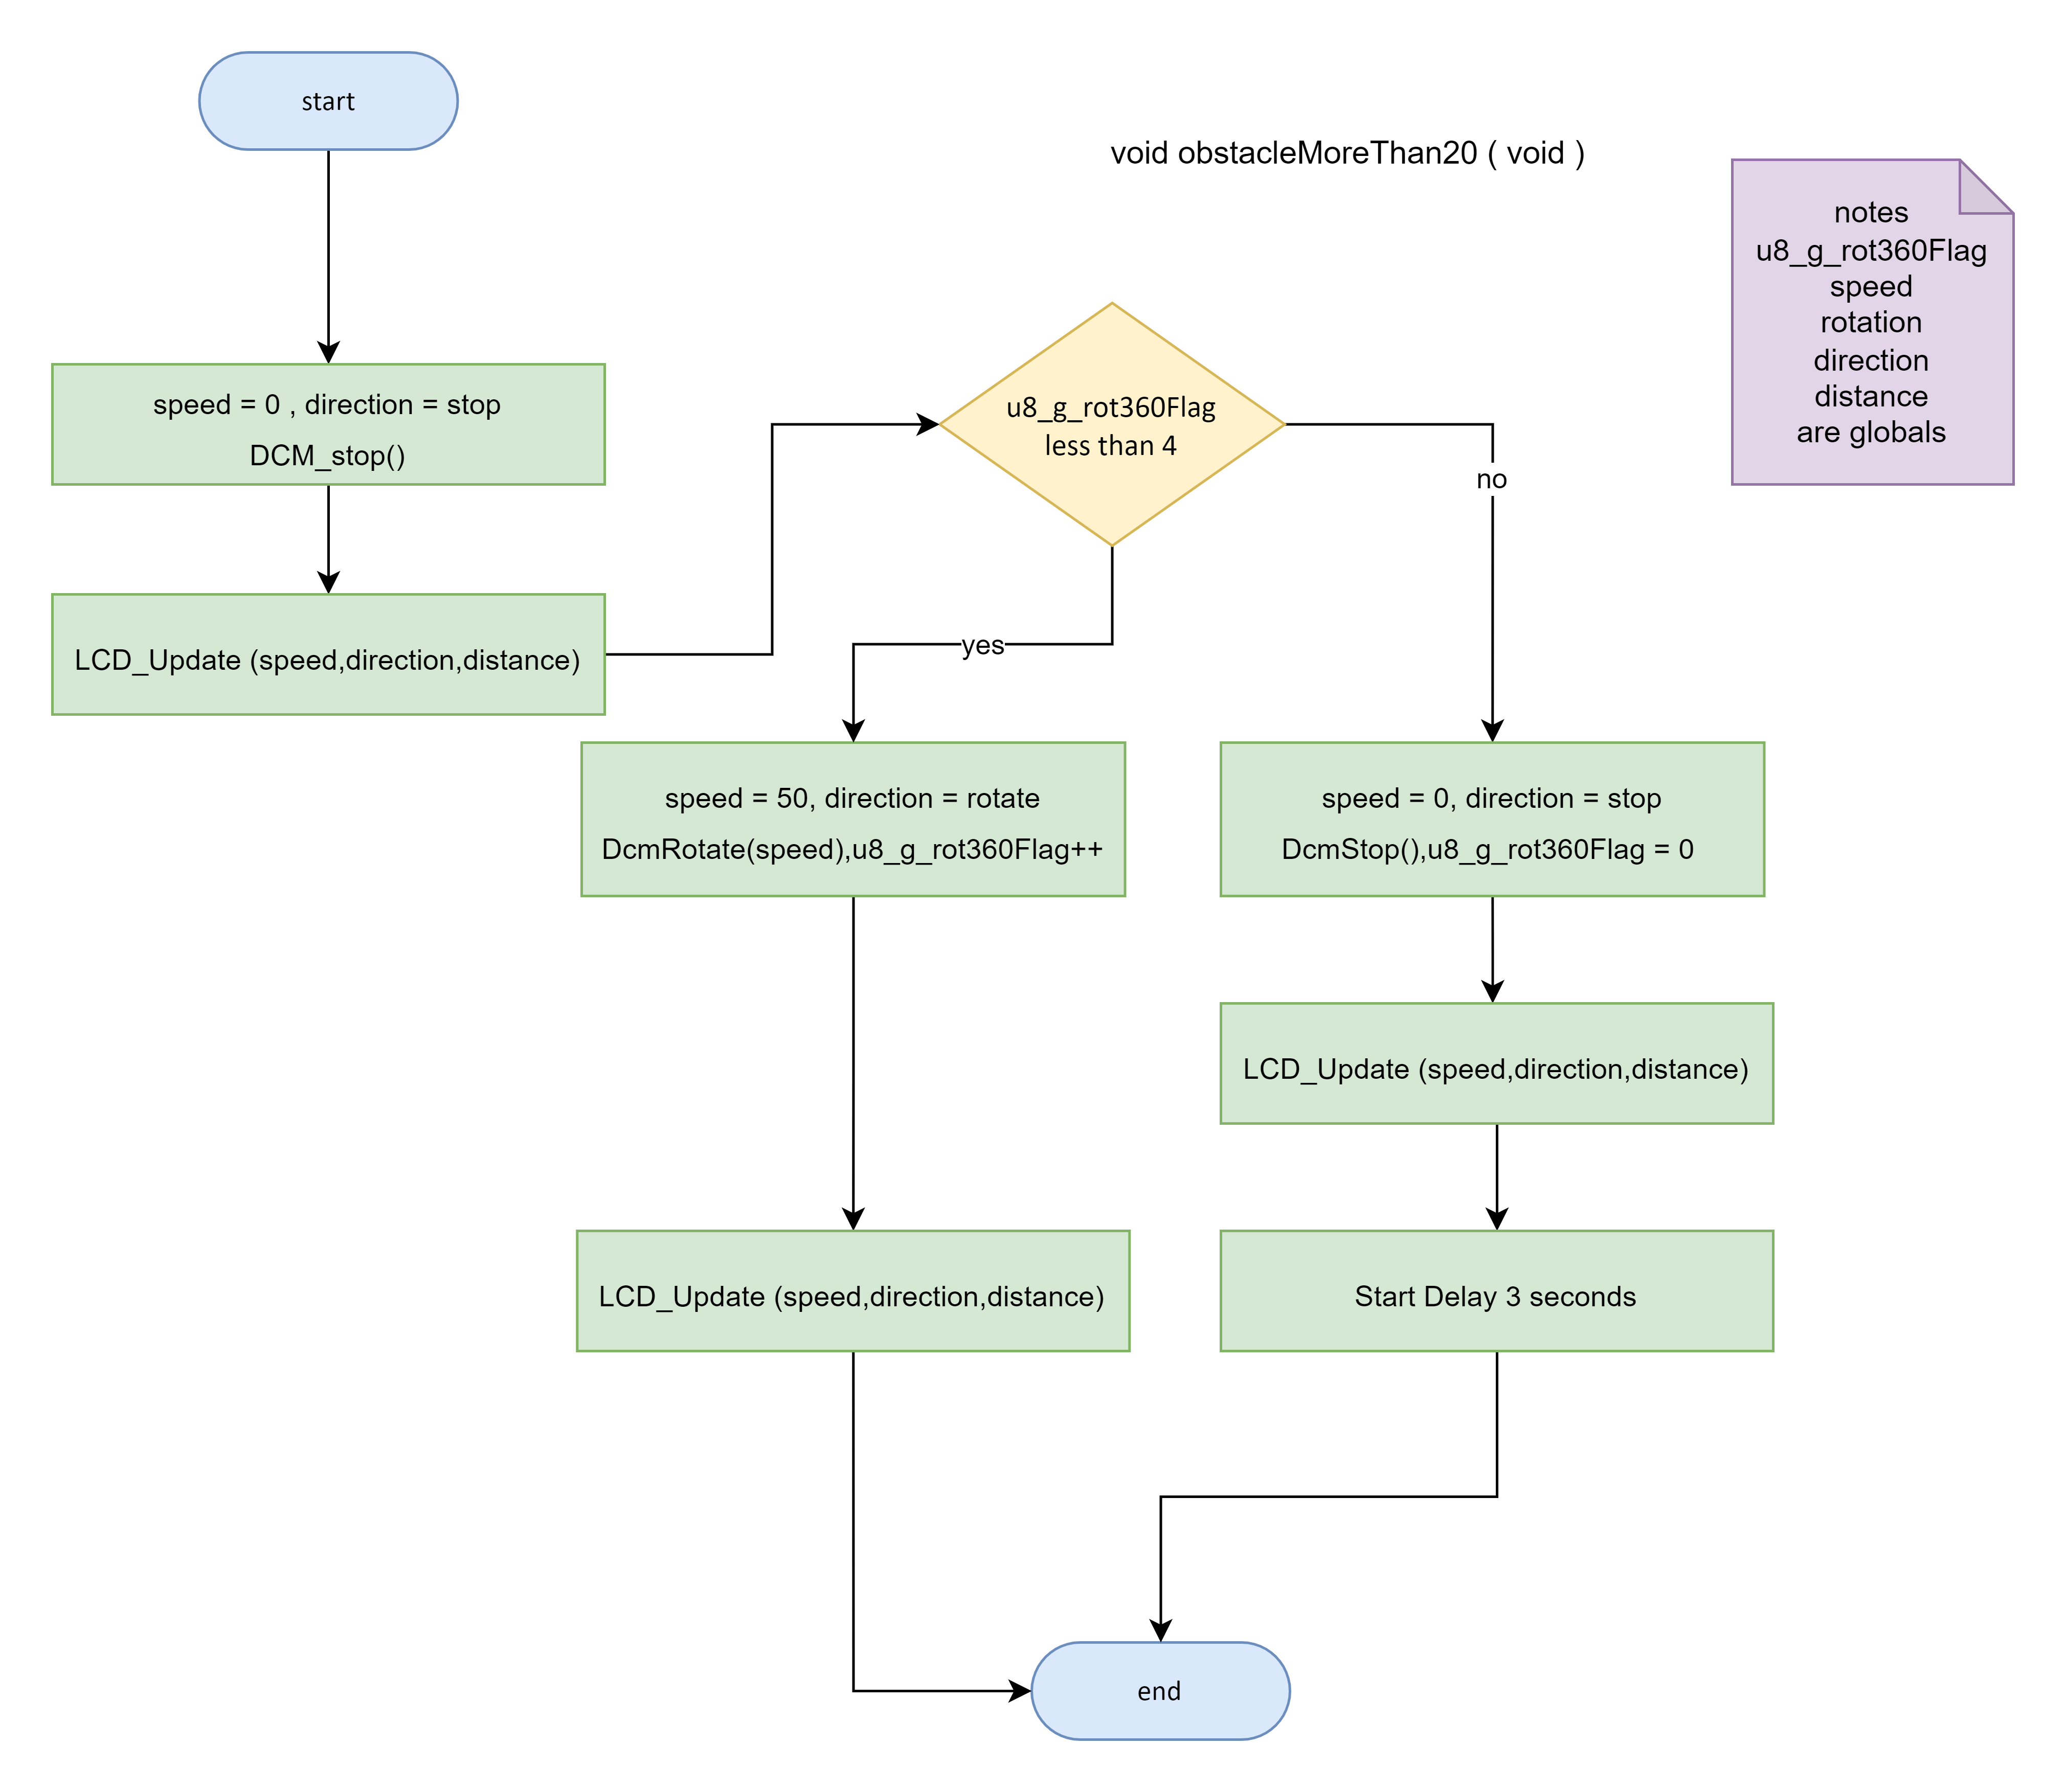 start
void obstacleMoreThan20 ( void )
notes
u8_g_rot360Flag
speed
rotation
direction
distance
are globals
speed = 0 , direction = stop
DCM_stop()
LCD_Update (speed,direction,distance)
u8_g_rot360Flag
less than 4
no
yes
speed = 50, direction = rotate
DcmRotate(speed),u8_g_rot360Flag++
speed = 0, direction = stop
DcmStop(),u8_g_rot360Flag = 0
LCD_Update (speed,direction,distance)
LCD_Update (speed,direction,distance)
Start Delay 3 seconds
end